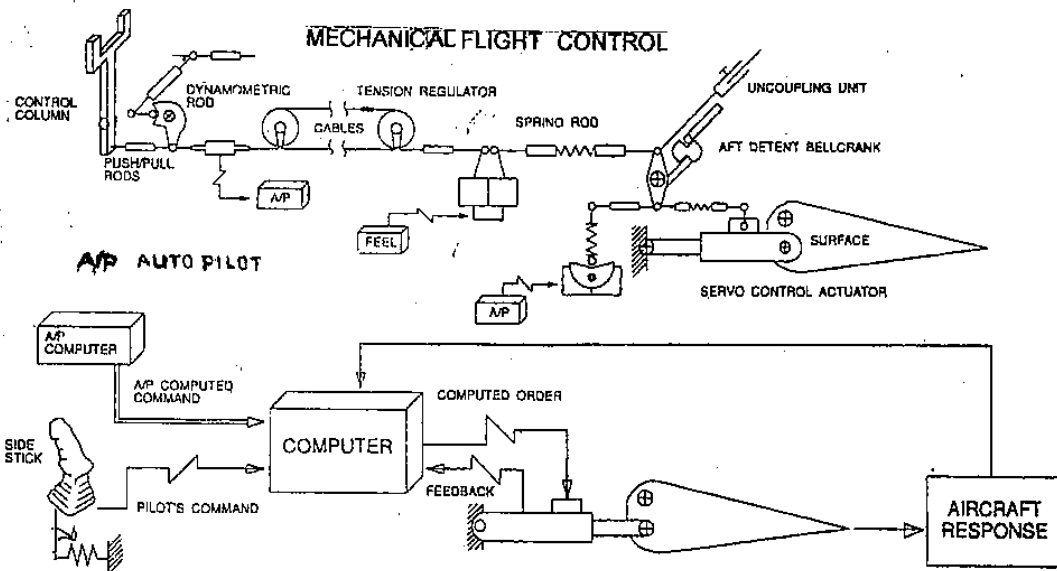 MECHANICAL FLIGHT CONTROL
CONTROL
COLUMN
DYNAMOMETRIC
ROD
TENSION REGULATOR
CABLES
SPRING ROD
UNCOUPLING UNIT
AFT DETENT BELLCRANK
PUSH/PULL
RODS
A/P
FEEL
A/P
SURFACE
SERVO CONTROL ACTUATOR
A/P AUTO PILOT
A/P
COMPUTER
A/P COMPUTED
COMMAND
SIDE
STICK
PILOT'S COMMAND
COMPUTER
COMPUTED ORDER
FEEDBACK
AIRCRAFT
RESPONSE